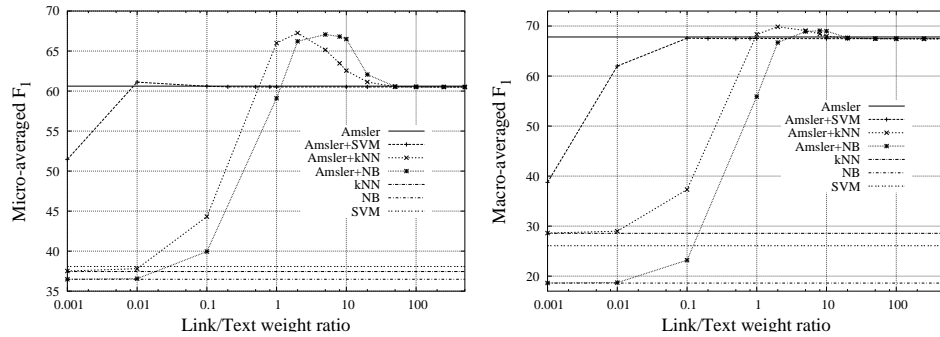 70
65
60
55
50
45
40
35
Micro-averaged F1
0.001 0.01 0.1 1 10 100
Link/Text weight ratio
Amsler
Amsler+SVM
Amsler+kNN
Amsler+NB
kNN
NB
SVM
70
60
50
40
30
20
Macro-averaged F1
0.001 0.01 0.1 1 10 100
Link/Text weight ratio
Amsler
Amsler+SVM
Amsler+kNN
Amsler+NB
kNN
NB
SVM